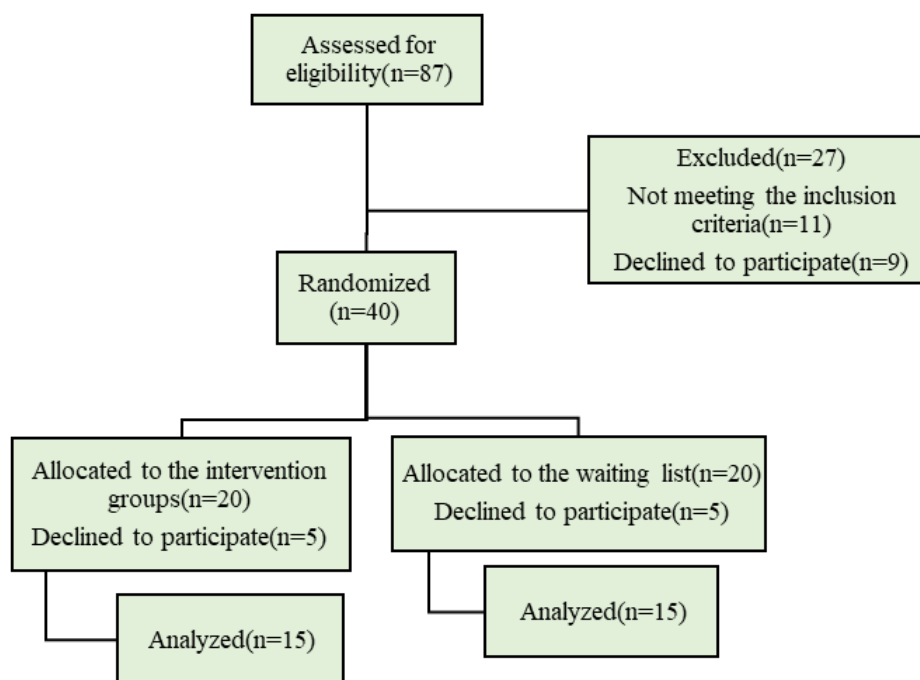 Assessed for
eligibility(n=87)
Excluded(n=27)
Not meeting the inclusion
criteria(n=11)
Declined to participate(n=9)
Randomized
(n=40)
Allocated to the intervention
groups(n=20)
Declined to participate(n=5)
Allocated to the waiting list(n=20)
Declined to participate(n=5)
Analyzed(n=15)
Analyzed(n=15)